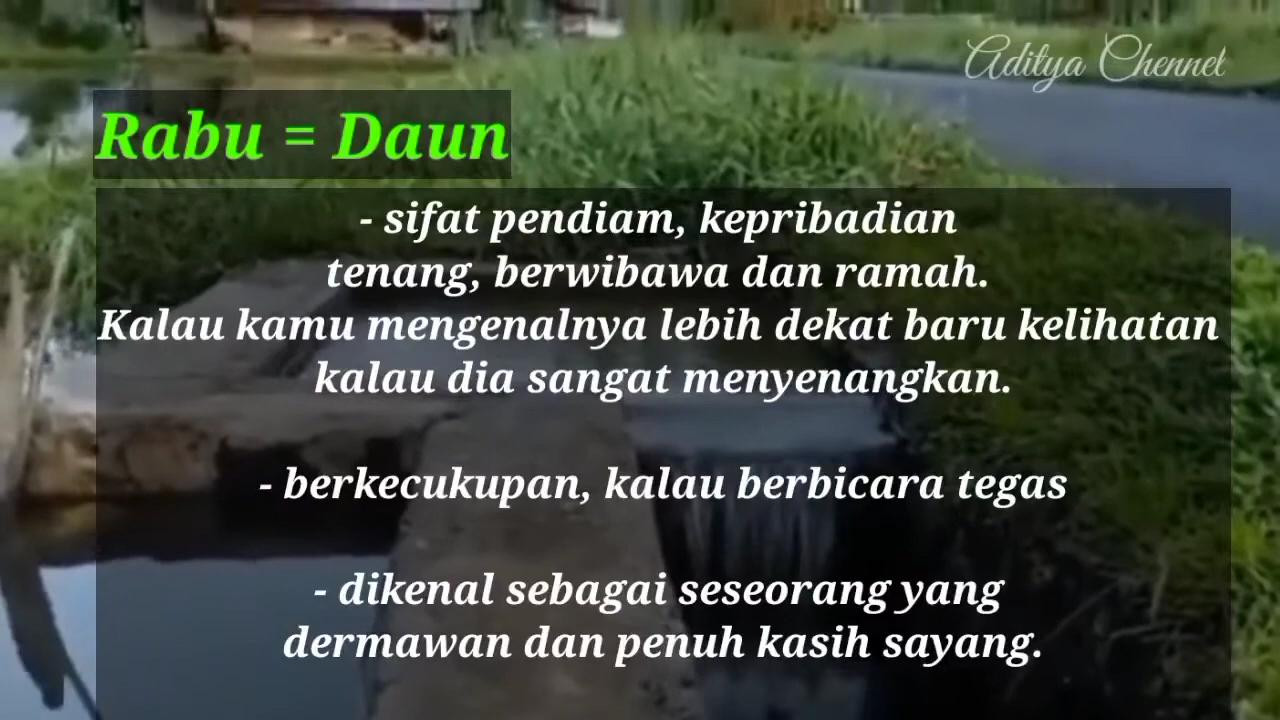 Aditya Chennel
Rabu = Daun
- sifat pendiam, kepribadian
tenang, berwibawa dan ramah.
Kalau kamu mengenalnya lebih dekat baru kelihatan
kalau dia sangat menyenangkan.
- berkecukupan, kalau berbicara tegas
- dikenal sebagai seseorang yang
dermawan dan penuh kasih sayang.